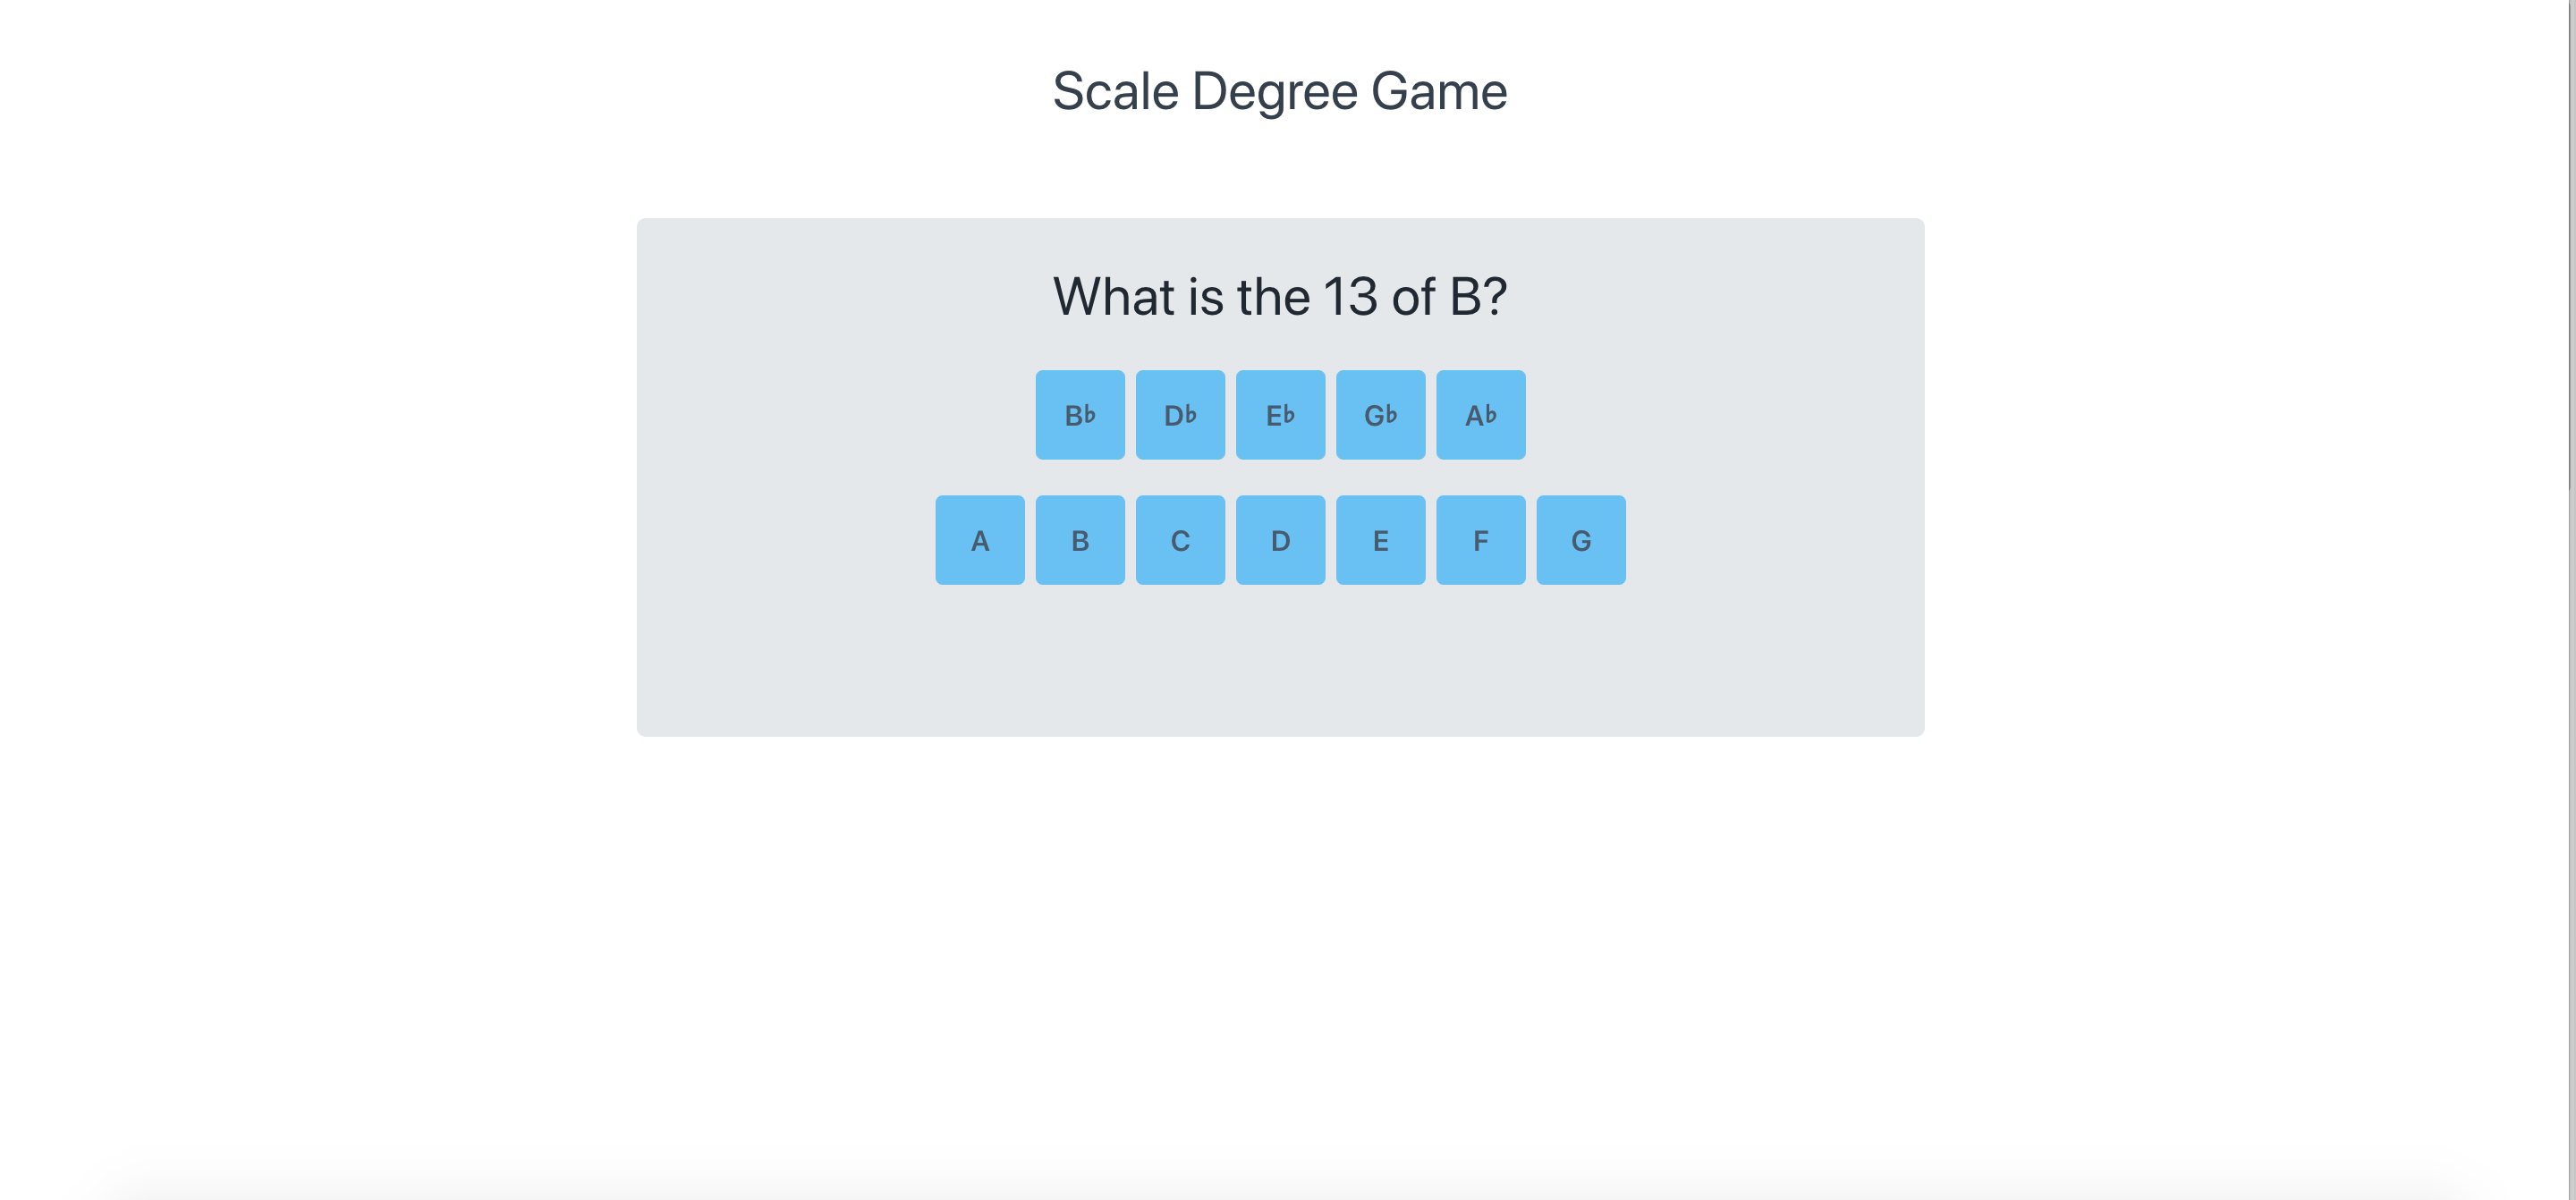 Scale Degree Game
What is the 13 of B?
B♭ D♭ E♭ G♭ A♭
A B C D E F G